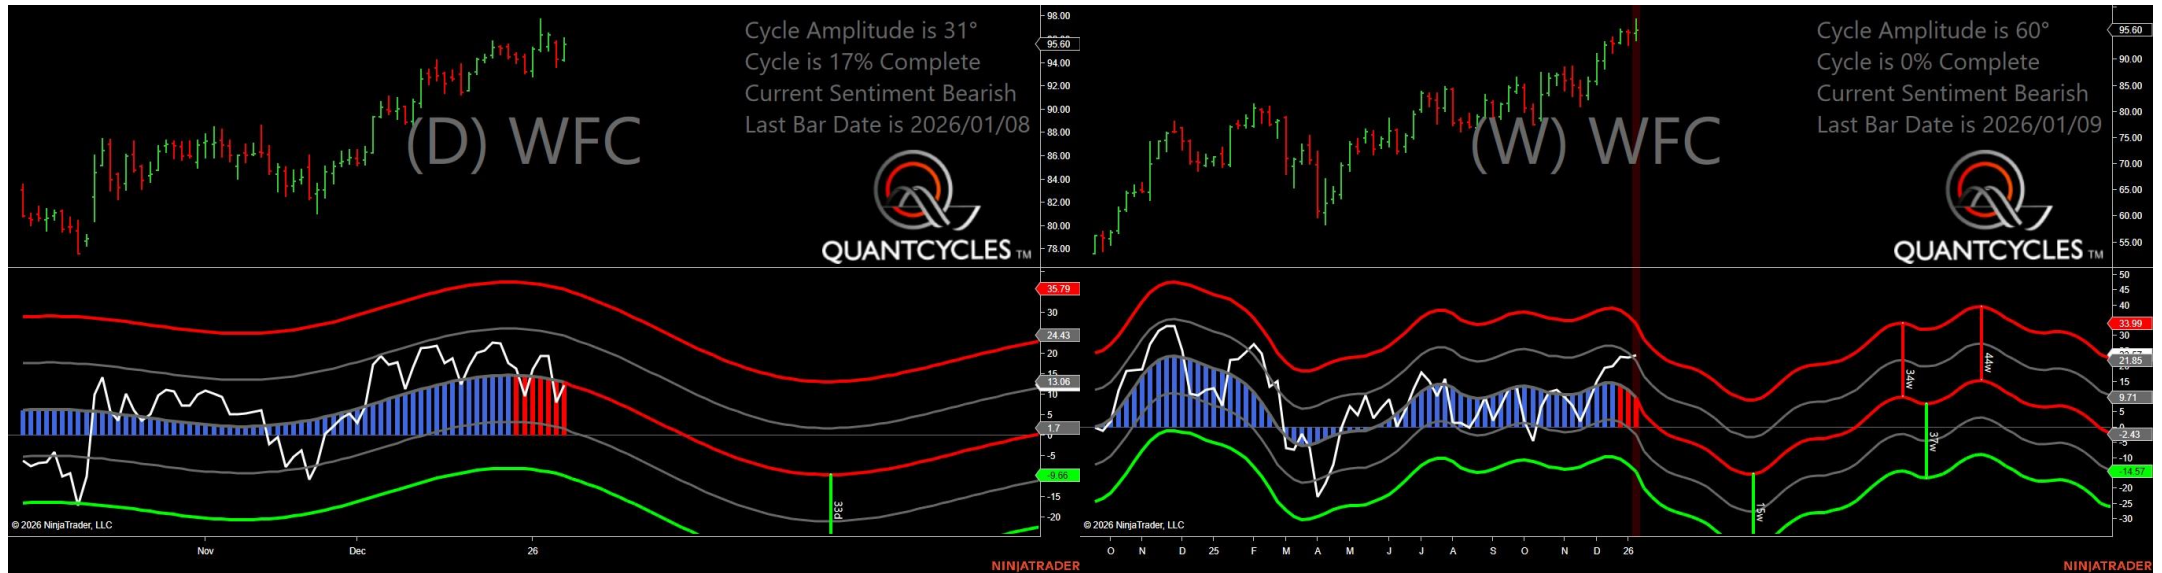 Cycle Amplitude is 31°
Cycle is 17% Complete
Current Sentiment Bearish
Last Bar Date is 2026/01/08
(D) WFC
QUANTCYCLES TM
98.00
95.60
94.00
92.00
90.00
88.00
86.00
84.00
82.00
80.00
78.00
35.79
30
24.43
20
15
13.06
10
5
1.7
0
-5
-9.66
-15
-20
33d
© 2026 NinjaTrader, LLC
Nov
Dec
26
NINJATRADER
Cycle Amplitude is 60°
Cycle is 0% Complete
Current Sentiment Bearish
Last Bar Date is 2026/01/09
(W) WFC
QUANTCYCLES TM
95.60
90.00
85.00
80.00
75.00
70.00
65.00
60.00
55.00
50
45
40
33.99
30
21.85
15
9.71
5
-2.43
-5
-10
-14.57
-20
-25
-30
15w
34w
37w
44w
© 2026 NinjaTrader, LLC
O N D 25 F M A M J J A S O N D 26
NINJATRADER